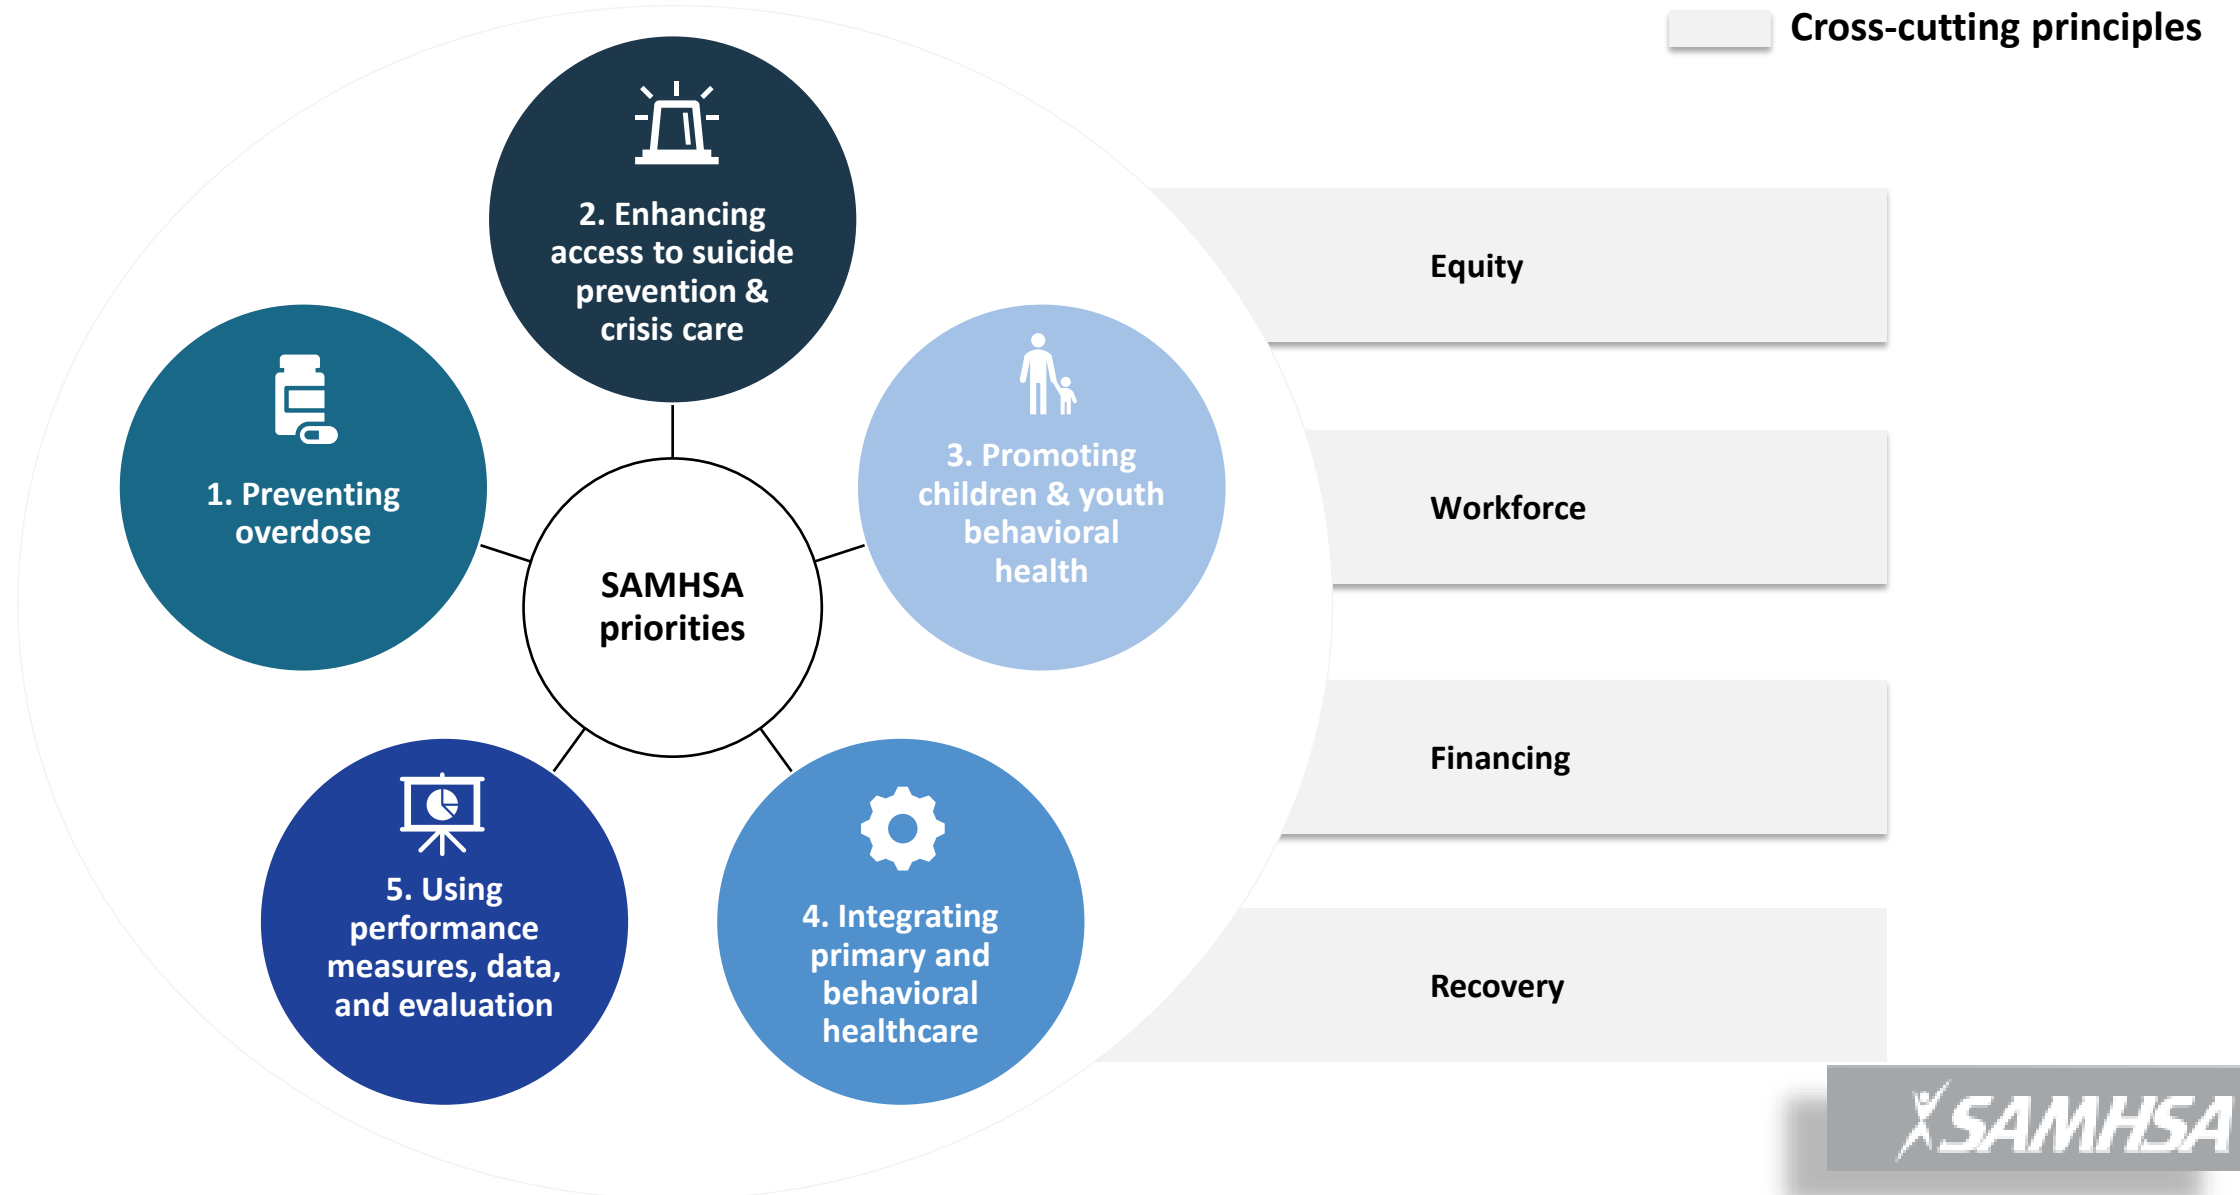 Cross-cutting principles
2. Enhancing
access to suicide
prevention &
crisis care
1. Preventing
overdose
3. Promoting
children & youth
behavioral
health
SAMHSA
priorities
5. Using
performance
measures, data,
and evaluation
4. Integrating
primary and
behavioral
healthcare
Equity
Workforce
Financing
Recovery
SAMHSA